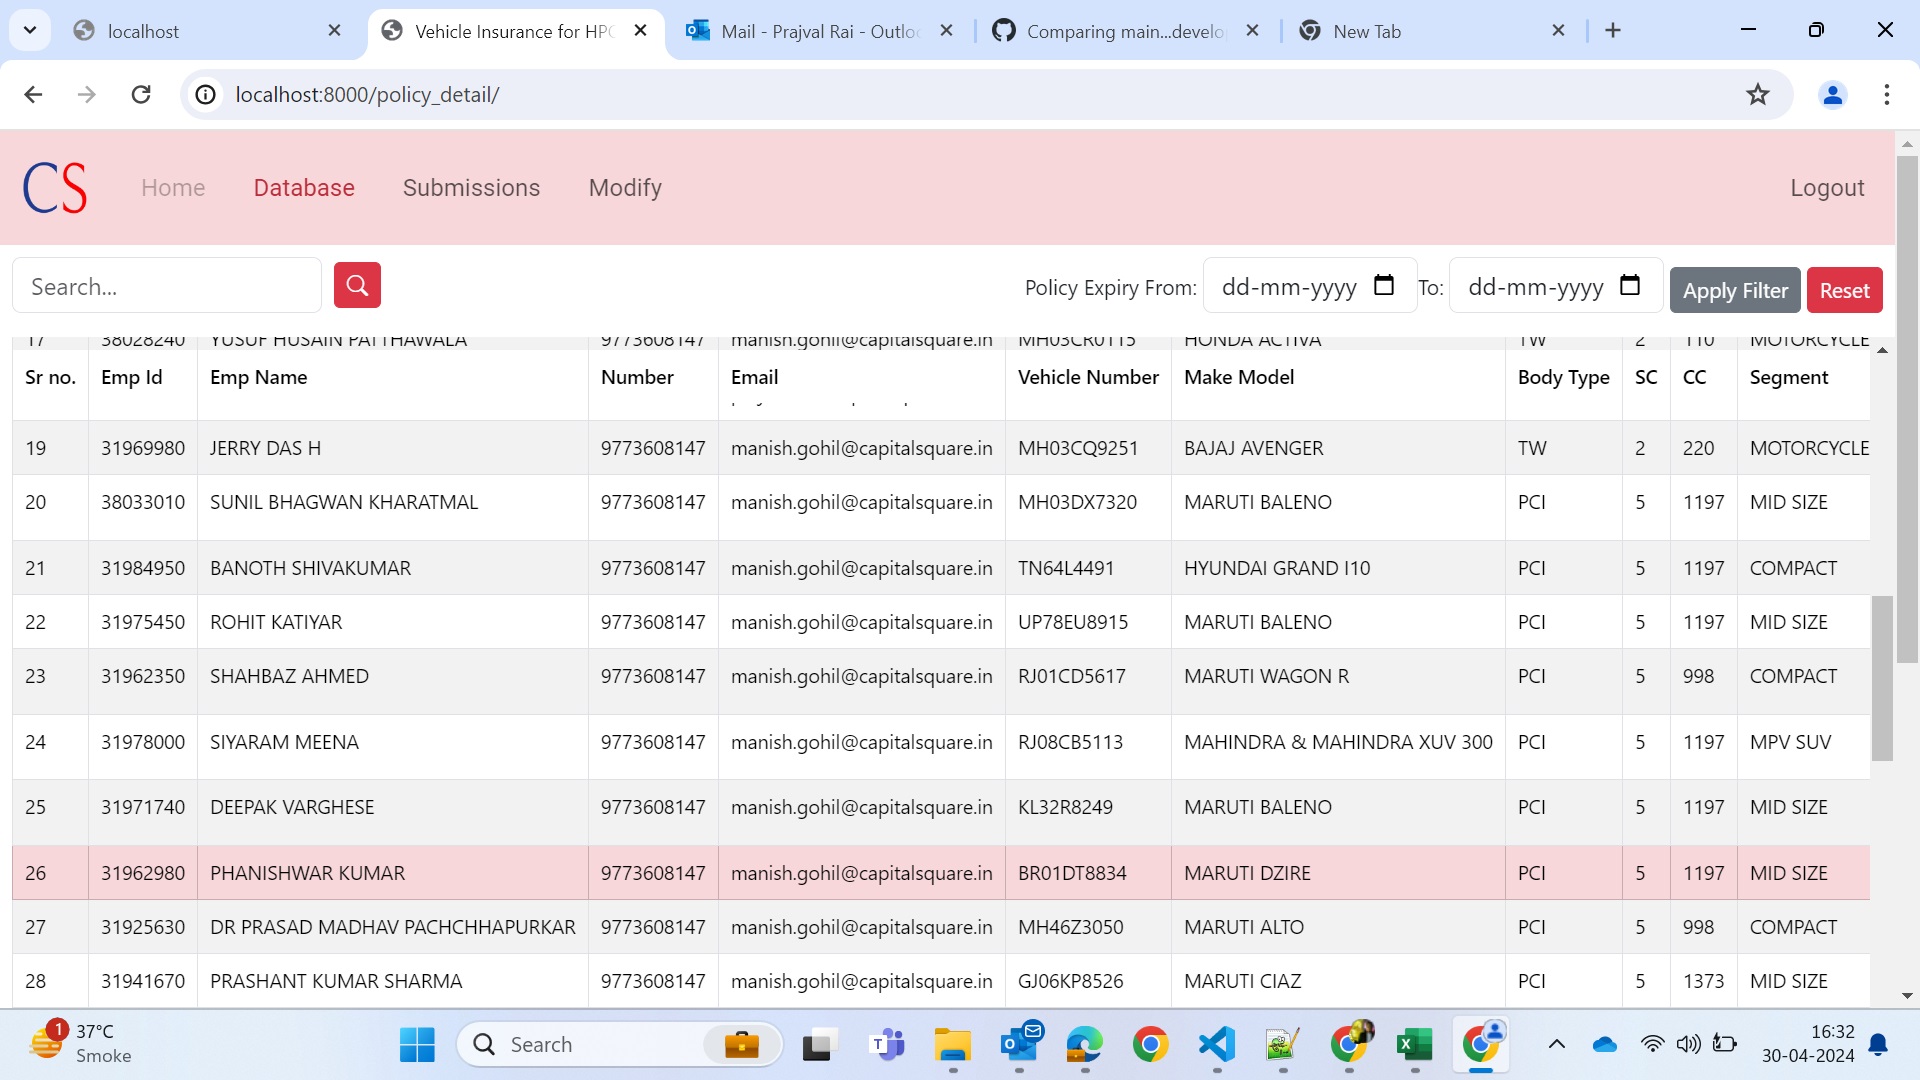 localhost
Vehicle Insurance for HPC
Mail - Prajval Rai - Outloo
Comparing main...develo
New Tab
localhost:8000/policy_detail/
CS
Home
Database
Submissions
Modify
Logout
Search...
Policy Expiry From: dd-mm-yyyy To: dd-mm-yyyy Apply Filter Reset
17 38028240 YUSUF HUSAIN PATTHAWALA 9773608147 manish.gohil@capitalsquare.in MH03CR0115 HONDA ACTIVA TW 2 110 MOTORCYCLE
Sr no. Emp Id Emp Name Number Email Vehicle Number Make Model Body Type SC CC Segment
19 31969980 JERRY DAS H 9773608147 manish.gohil@capitalsquare.in MH03CQ9251 BAJAJ AVENGER TW 2 220 MOTORCYCLE
20 38033010 SUNIL BHAGWAN KHARATMAL 9773608147 manish.gohil@capitalsquare.in MH03DX7320 MARUTI BALENO PCI 5 1197 MID SIZE
21 31984950 BANOTH SHIVAKUMAR 9773608147 manish.gohil@capitalsquare.in TN64L4491 HYUNDAI GRAND I10 PCI 5 1197 COMPACT
22 31975450 ROHIT KATIYAR 9773608147 manish.gohil@capitalsquare.in UP78EU8915 MARUTI BALENO PCI 5 1197 MID SIZE
23 31962350 SHAHBAZ AHMED 9773608147 manish.gohil@capitalsquare.in RJ01CD5617 MARUTI WAGON R PCI 5 998 COMPACT
24 31978000 SIYARAM MEENA 9773608147 manish.gohil@capitalsquare.in RJ08CB5113 MAHINDRA & MAHINDRA XUV 300 PCI 5 1197 MPV SUV
25 31971740 DEEPAK VARGHESE 9773608147 manish.gohil@capitalsquare.in KL32R8249 MARUTI BALENO PCI 5 1197 MID SIZE
26 31962980 PHANISHWAR KUMAR 9773608147 manish.gohil@capitalsquare.in BR01DT8834 MARUTI DZIRE PCI 5 1197 MID SIZE
27 31925630 DR PRASAD MADHAV PACHCHHAPURKAR 9773608147 manish.gohil@capitalsquare.in MH46Z3050 MARUTI ALTO PCI 5 998 COMPACT
28 31941670 PRASHANT KUMAR SHARMA 9773608147 manish.gohil@capitalsquare.in GJ06KP8526 MARUTI CIAZ PCI 5 1373 MID SIZE
1 37°C
Smoke
Search
16:32
30-04-2024